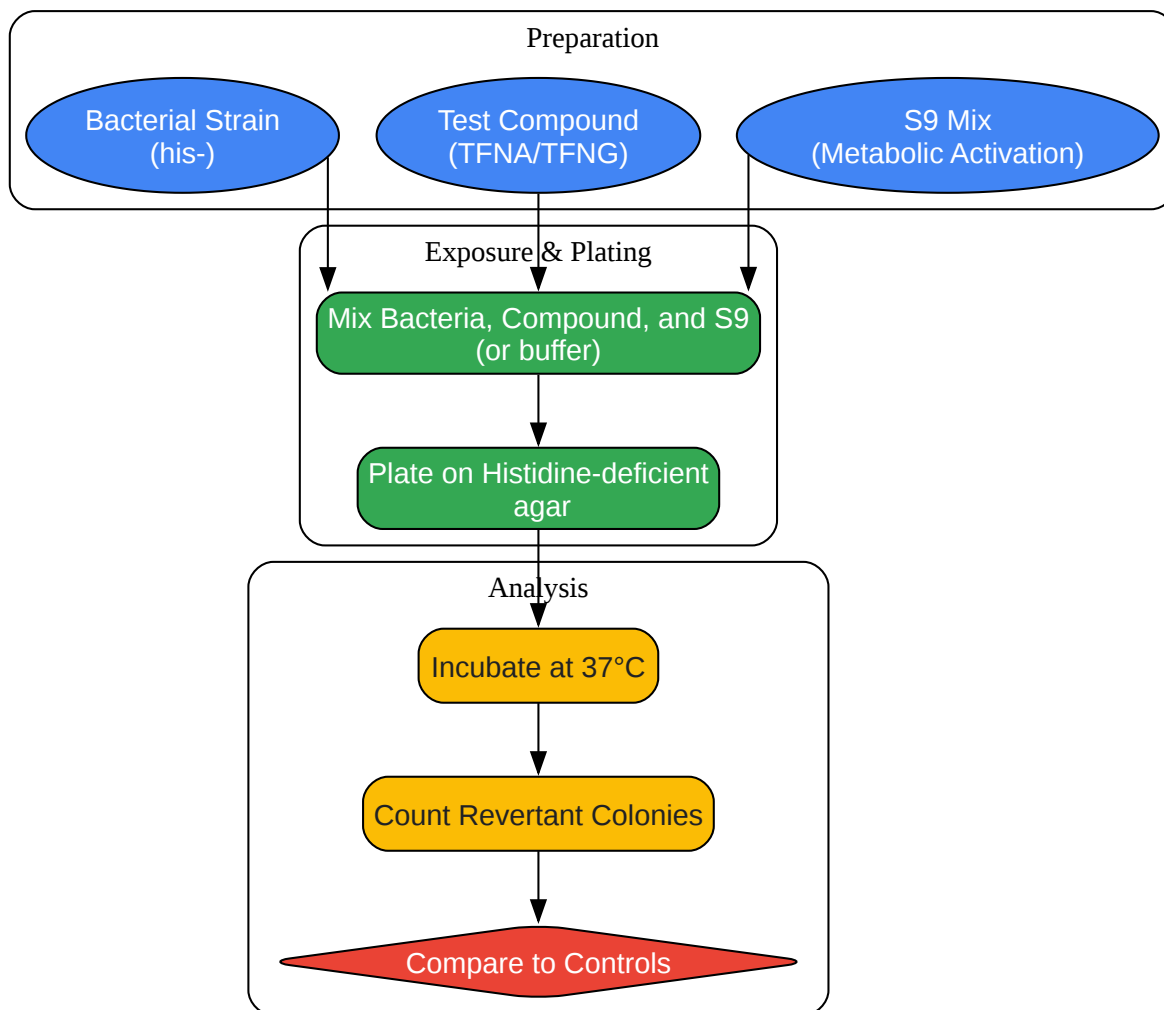 Preparation
Bacterial Strain
(his-)
Test Compound
(TFNA/TFNG)
S9 Mix
(Metabolic Activation)
Exposure & Plating
Mix Bacteria, Compound, and S9
(or buffer)
Plate on Histidine-deficient
agar
Analysis
Incubate at 37°C
Count Revertant Colonies
Compare to Controls